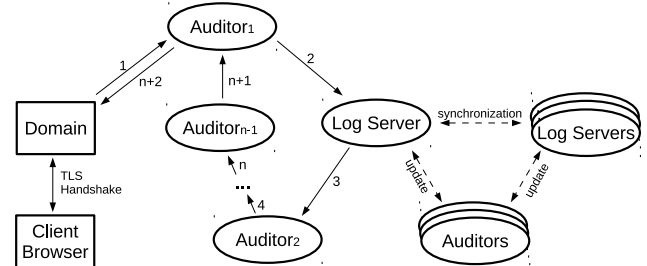 Auditor1
1
n+2
2
n+1
Domain
Auditorn-1
Log Server
synchronization
Log Servers
TLS
Handshake
n
...
4
3
update
update
Client
Browser
Auditor2
Auditors